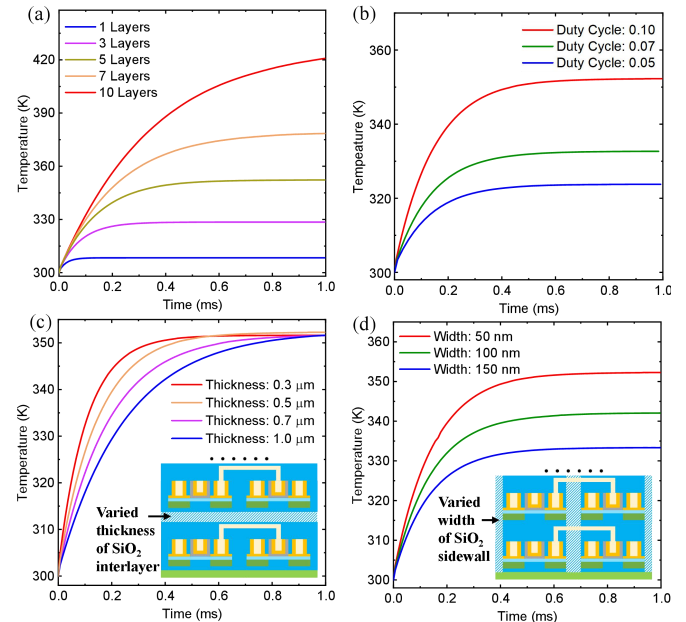 (a)
1 Layers
3 Layers
5 Layers
7 Layers
10 Layers
420
390
360
330
300
Temperature (K)
0.0 0.2 0.4 0.6 0.8 1.0
Time (ms)
(b)
Duty Cycle: 0.10
Duty Cycle: 0.07
Duty Cycle: 0.05
360
340
320
300
Tempeature (K)
0.0 0.2 0.4 0.6 0.8 1.0
Time (ms)
(c)
Thickness: 0.3 μm
Thickness: 0.5 μm
Thickness: 0.7 μm
Thickness: 1.0 μm
350
340
330
320
310
300
Temperature (K)
Varied
thickness
of SiO₂
interlayer
0.0 0.2 0.4 0.6 0.8 1.0
Time (ms)
(d)
Width: 50 nm
Width: 100 nm
Width: 150 nm
360
350
340
330
320
310
300
Temperature (K)
Varied
width
of SiO₂
sidewall
0.0 0.2 0.4 0.6 0.8 1.0
Time (ms)